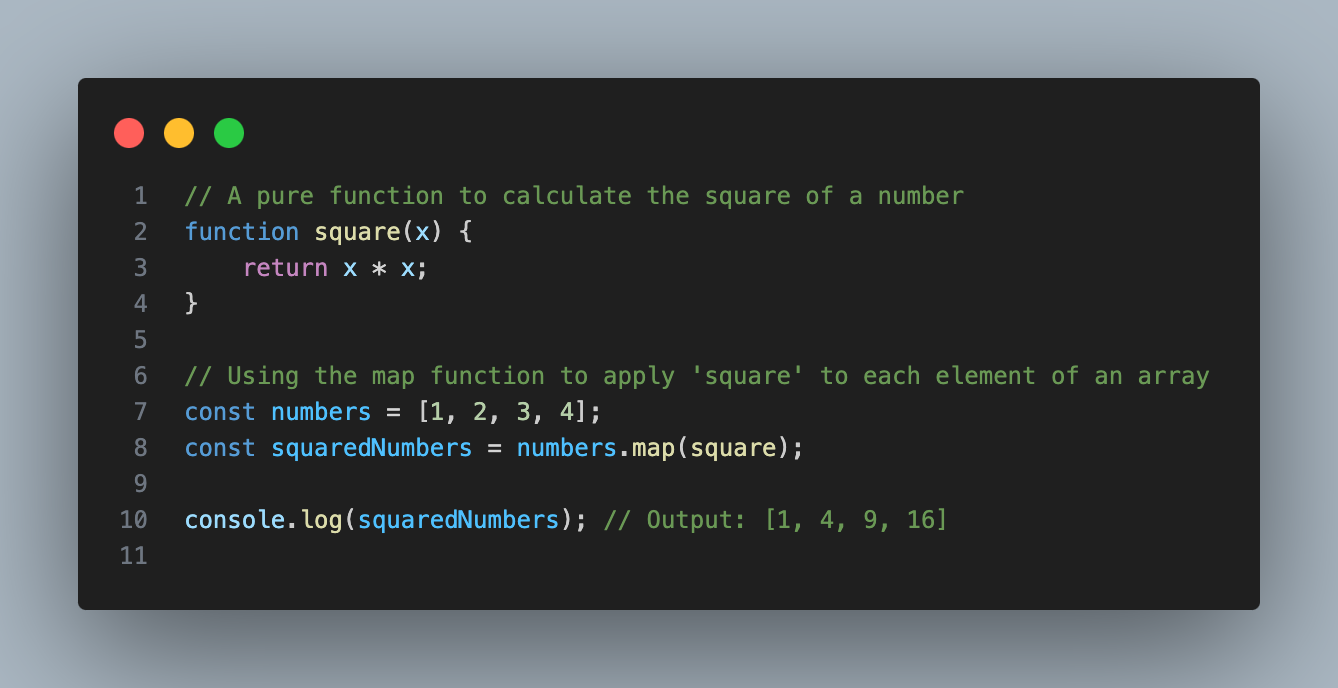 1 // A pure function to calculate the square of a number
2 function square(x) {
3     return x * x;
4 }
5
6 // Using the map function to apply 'square' to each element of an array
7 const numbers = [1, 2, 3, 4];
8 const squaredNumbers = numbers.map(square);
9
10 console.log(squaredNumbers); // Output: [1, 4, 9, 16]
11